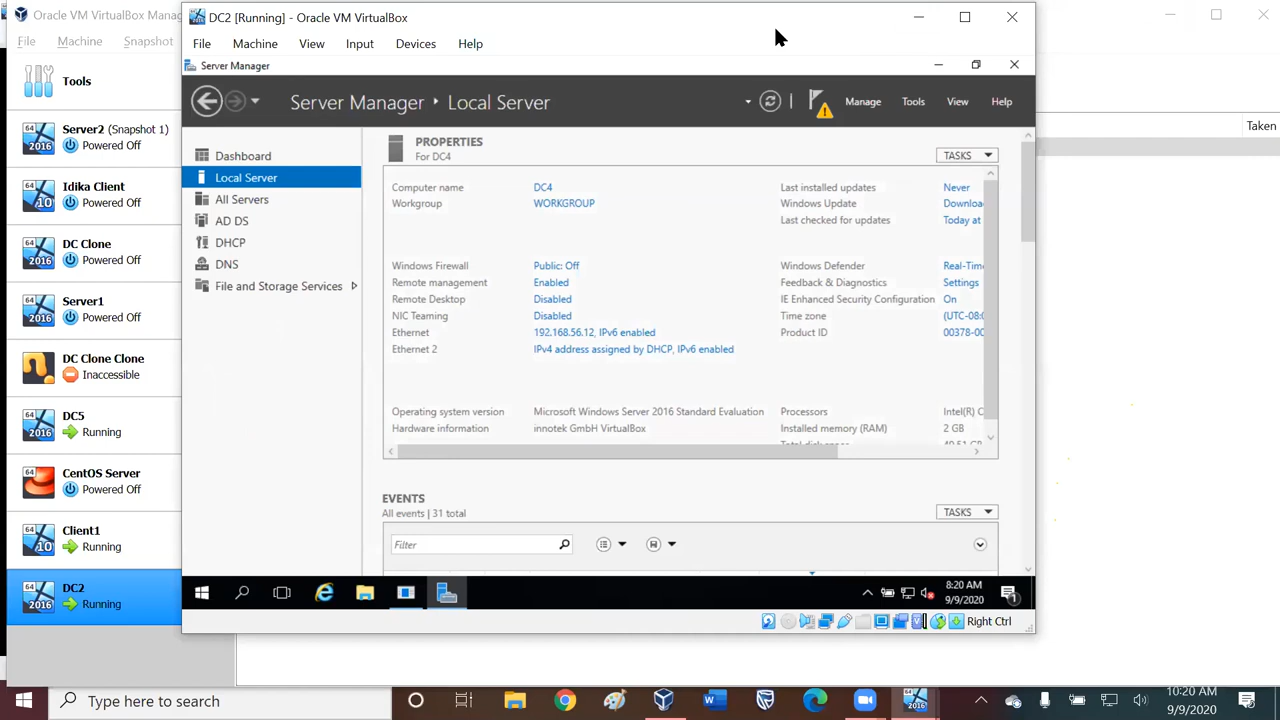 Oracle VM VirtualBox Manag
File Machine Snapshot
Tools
Server2 (Snapshot 1)
Powered Off
Idika Client
Powered Off
DC Clone
Powered Off
Server1
Powered Off
DC Clone Clone
Inaccessible
DC5
Running
CentOS Server
Powered Off
Client1
Running
DC2
Running
Taken
DC2 [Running] - Oracle VM VirtualBox
File Machine View Input Devices Help
Server Manager
Server Manager ‣ Local Server
Manage Tools View Help
Dashboard
Local Server
All Servers
AD DS
DHCP
DNS
File and Storage Services
PROPERTIES
For DC4
TASKS
Computer name DC4 Last installed updates Never
Workgroup WORKGROUP Windows Update Downloa
Last checked for updates Today at
Windows Firewall Public: Off Windows Defender Real-Time
Remote management Enabled Feedback & Diagnostics Settings
Remote Desktop Disabled IE Enhanced Security Configuration On
NIC Teaming Disabled Time zone (UTC-08:0
Ethernet 192.168.56.12, IPv6 enabled Product ID 00378-00
Ethernet 2 IPv4 address assigned by DHCP, IPv6 enabled
Operating system version Microsoft Windows Server 2016 Standard Evaluation Processors Intel(R) C
Hardware information innotek GmbH VirtualBox Installed memory (RAM) 2 GB
Total disk space 49.51 GB
EVENTS
All events | 31 total
TASKS
Filter
8:20 AM
9/9/2020
Right Ctrl
Type here to search
10:20 AM
9/9/2020